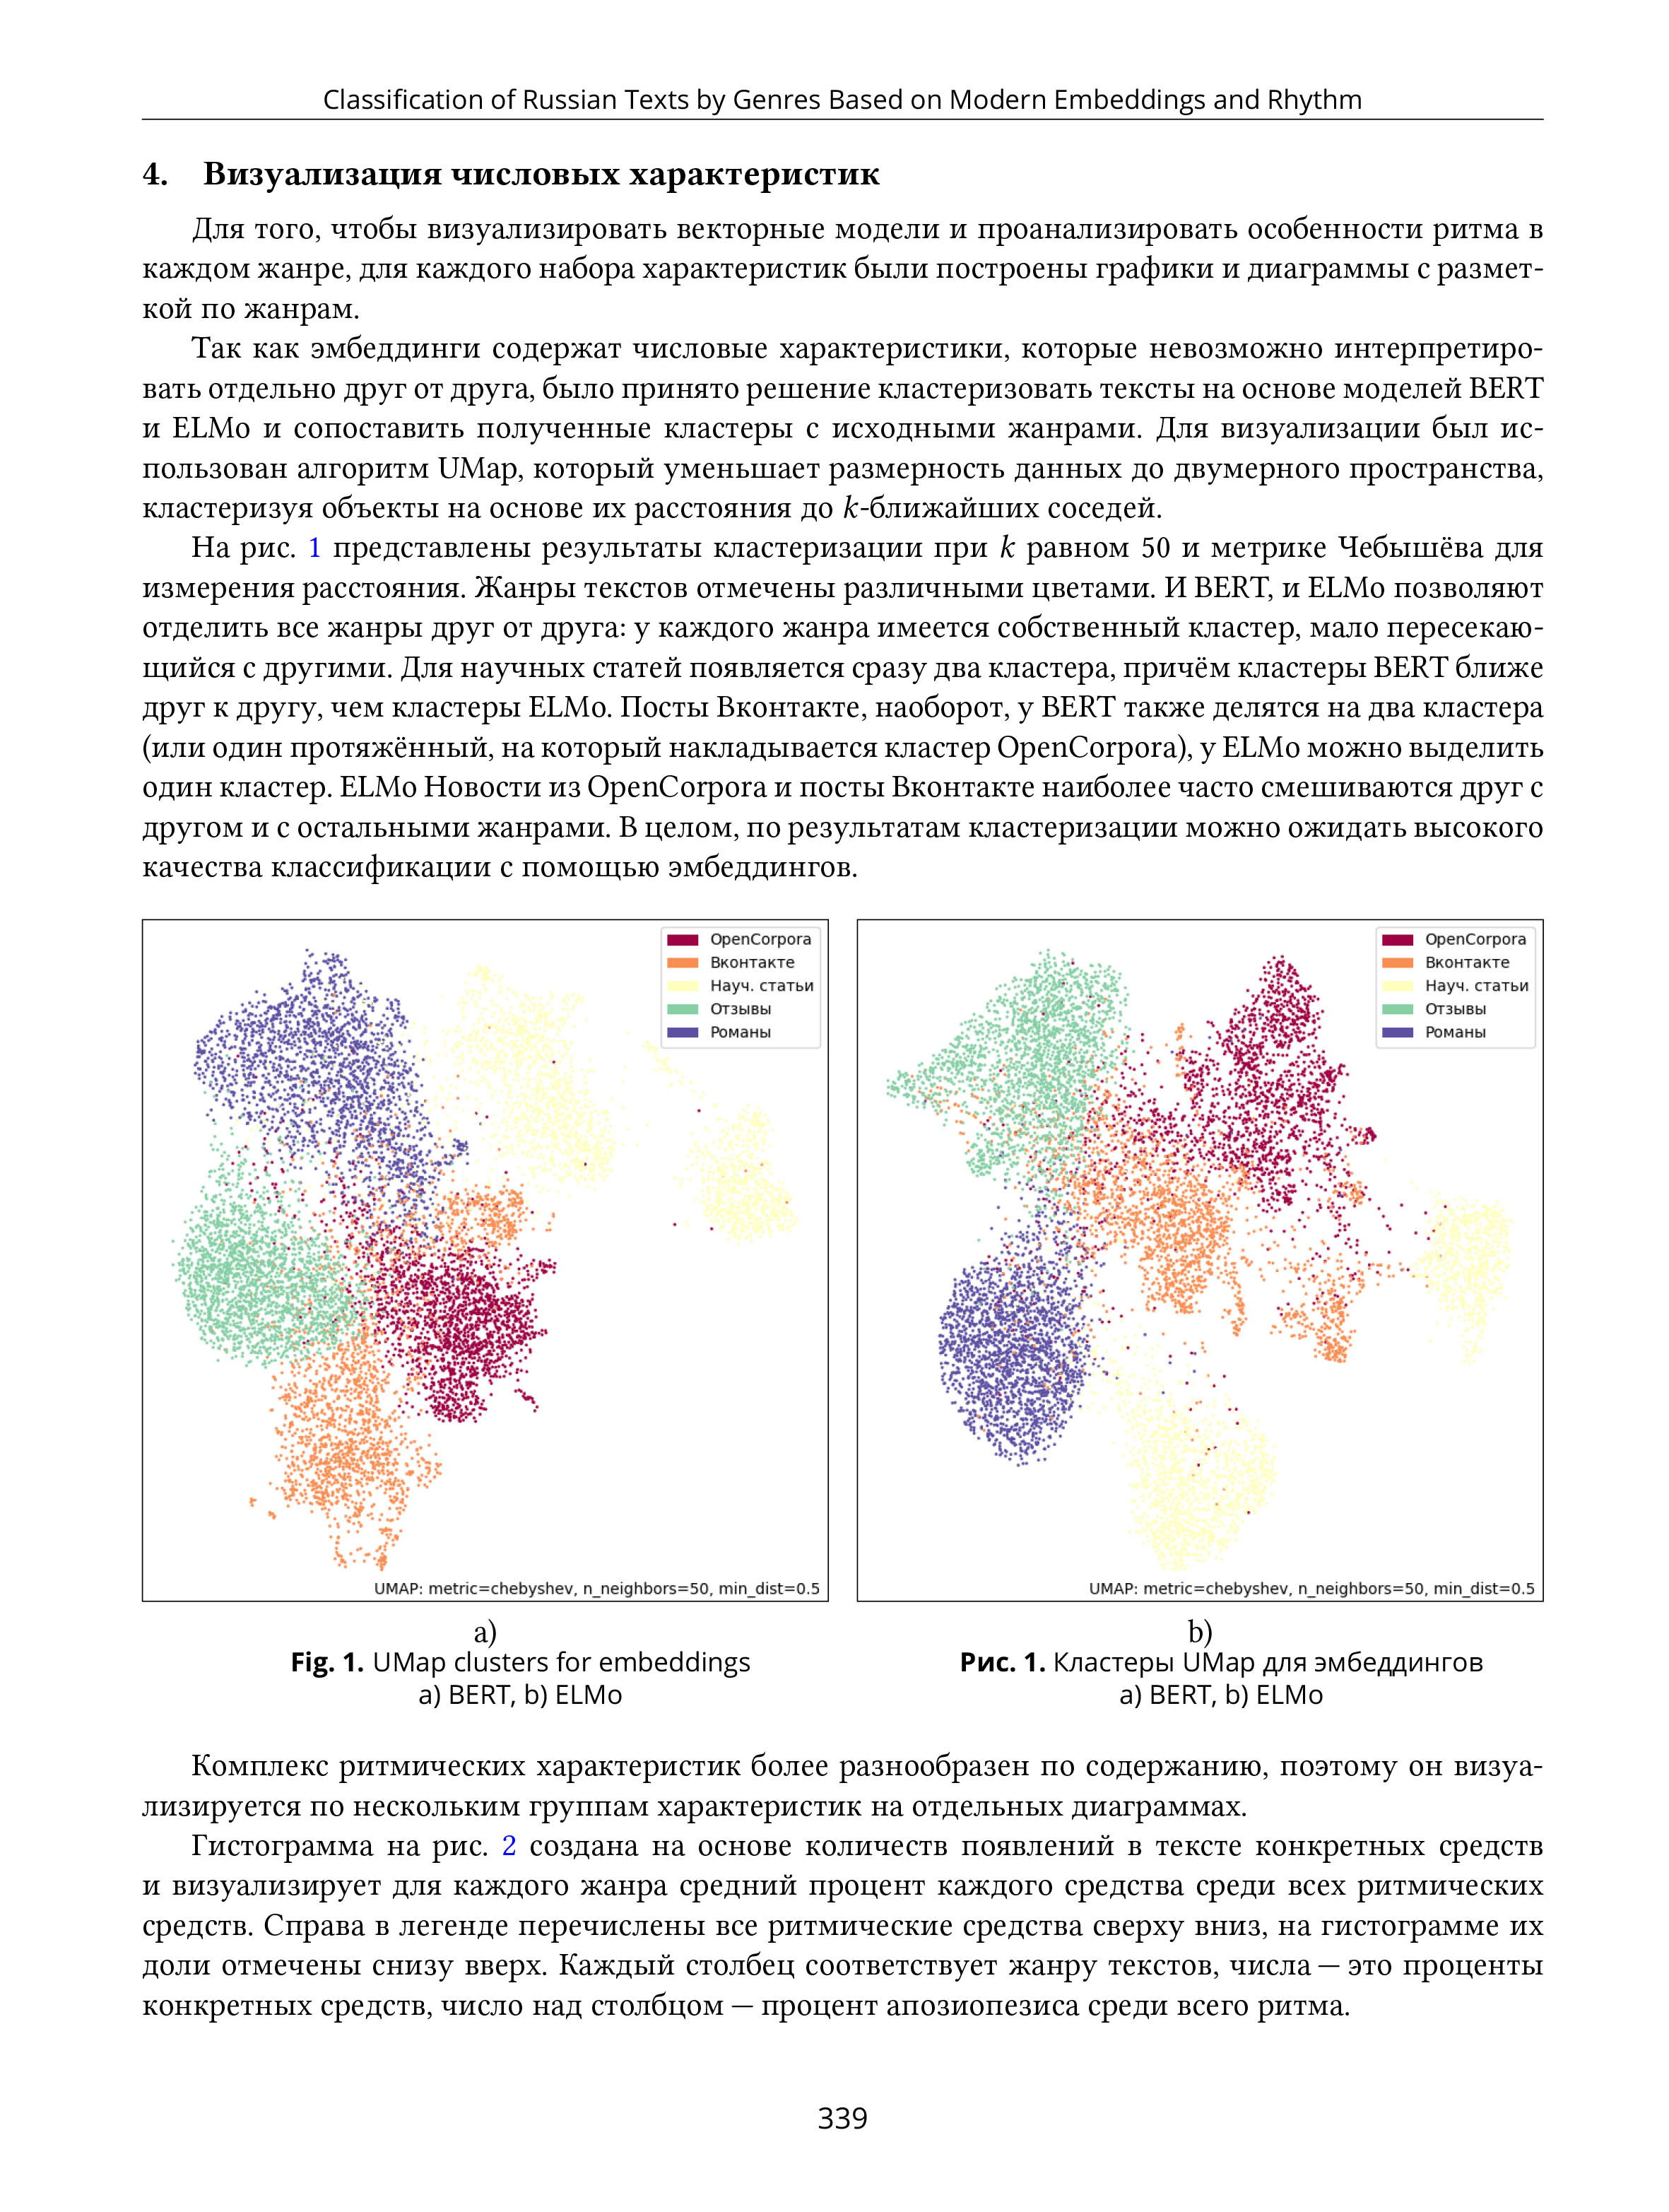 Classification of Russian Texts by Genres Based on Modern Embeddings and Rhythm
4. Визуализация числовых характеристик
Для того, чтобы визуализировать векторные модели и проанализировать особенности ритма в
каждом жанре, для каждого набора характеристик были построены графики и диаграммы с размет-
кой по жанрам.
Так как эмбеддинги содержат числовые характеристики, которые невозможно интерпретиро-
вать отдельно друг от друга, было принято решение кластеризовать тексты на основе моделей BERT
и ELMo и сопоставить полученные кластеры с исходными жанрами. Для визуализации был ис-
пользован алгоритм UMap, который уменьшает размерность данных до двумерного пространства,
кластеризуя объекты на основе их расстояния до k-ближайших соседей.
На рис. 1 представлены результаты кластеризации при k равном 50 и метрике Чебышёва для
измерения расстояния. Жанры текстов отмечены различными цветами. И BERT, и ELMo позволяют
отделить все жанры друг от друга: у каждого жанра имеется собственный кластер, мало пересекаю-
щийся с другими. Для научных статей появляется сразу два кластера, причём кластеры BERT ближе
друг к другу, чем кластеры ELMo. Посты Вконтакте, наоборот, у BERT также делятся на два кластера
(или один протяжённый, на который накладывается кластер OpenCorpora), у ELMo можно выделить
один кластер. ELMo Новости из OpenCorpora и посты Вконтакте наиболее часто смешиваются друг с
другом и с остальными жанрами. В целом, по результатам кластеризации можно ожидать высокого
качества классификации с помощью эмбеддингов.
OpenCorpora
Вконтакте
Науч. статьи
Отзывы
Романы
UMAP: metric=chebyshev, n_neighbors=50, min_dist=0.5
OpenCorpora
Вконтакте
Науч. статьи
Отзывы
Романы
UMAP: metric=chebyshev, n_neighbors=50, min_dist=0.5
a)
b)
Fig. 1. UMap clusters for embeddings
a) BERT, b) ELMo
Рис. 1. Кластеры UMap для эмбеддингов
a) BERT, b) ELMo
Комплекс ритмических характеристик более разнообразен по содержанию, поэтому он визуа-
лизируется по нескольким группам характеристик на отдельных диаграммах.
Гистограмма на рис. 2 создана на основе количеств появлений в тексте конкретных средств
и визуализирует для каждого жанра средний процент каждого средства среди всех ритмических
средств. Справа в легенде перечислены все ритмические средства сверху вниз, на гистограмме их
доли отмечены снизу вверх. Каждый столбец соответствует жанру текстов, числа — это проценты
конкретных средств, число над столбцом — процент апозиопезиса среди всего ритма.
339